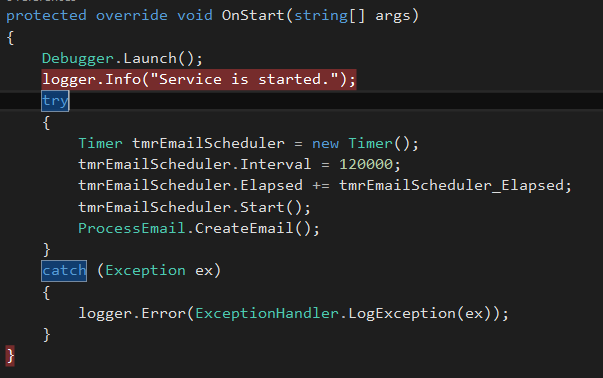 protected override void OnStart(string[] args)
{
Debugger.Launch();
logger.Info("Service is started.");
try
{
Timer tmrEmailScheduler = new Timer();
tmrEmailScheduler.Interval = 120000;
tmrEmailScheduler.Elapsed += tmrEmailScheduler_Elapsed;
tmrEmailScheduler.Start();
ProcessEmail.CreateEmail();
}
catch (Exception ex)
{
logger.Error(ExceptionHandler.LogException(ex));
}
}